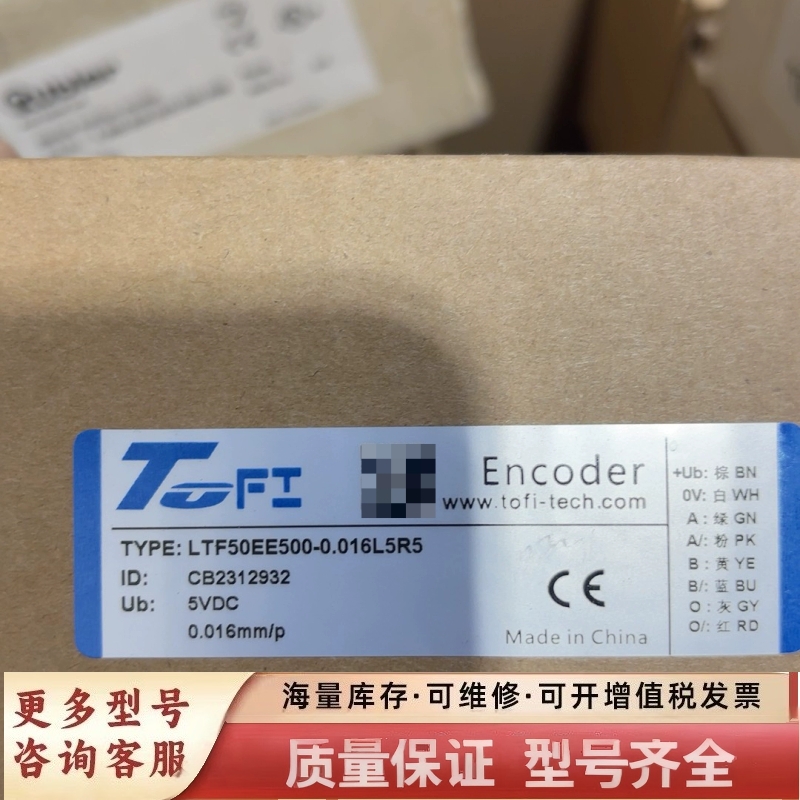 TOFI
Encoder
www.tofi-tech.com
TYPE: LTF50EE500-0.016L5R5
ID: CB2312932
Ub: 5VDC
0.016mm/p
CE
Made in China
+Ub: 棕 BN
0V: 白 WH
A : 绿 GN
A/: 粉 PK
B : 黄 YE
B/: 蓝 BU
O : 灰 GY
O/: 红 RD
更多型号
咨询客服
海量库存·可维修·可开增值税发票
质量保证 型号齐全